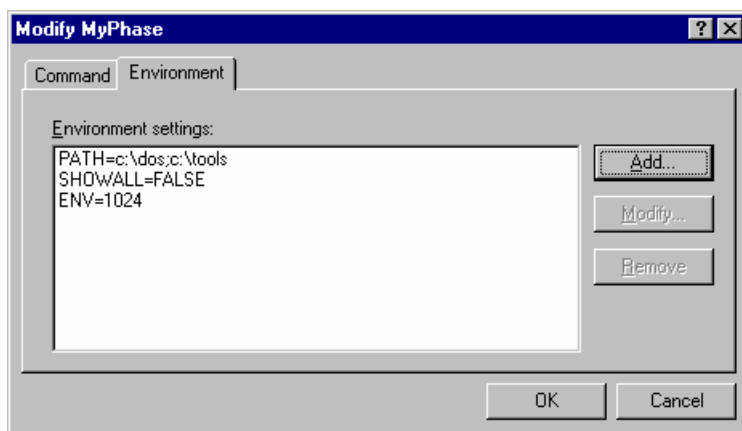 Modify MyPhase
Command Environment
Environment settings:
PATH=c:\dos;c:\tools
SHOWALL=FALSE
ENV=1024
Add...
Modify...
Remove
OK Cancel